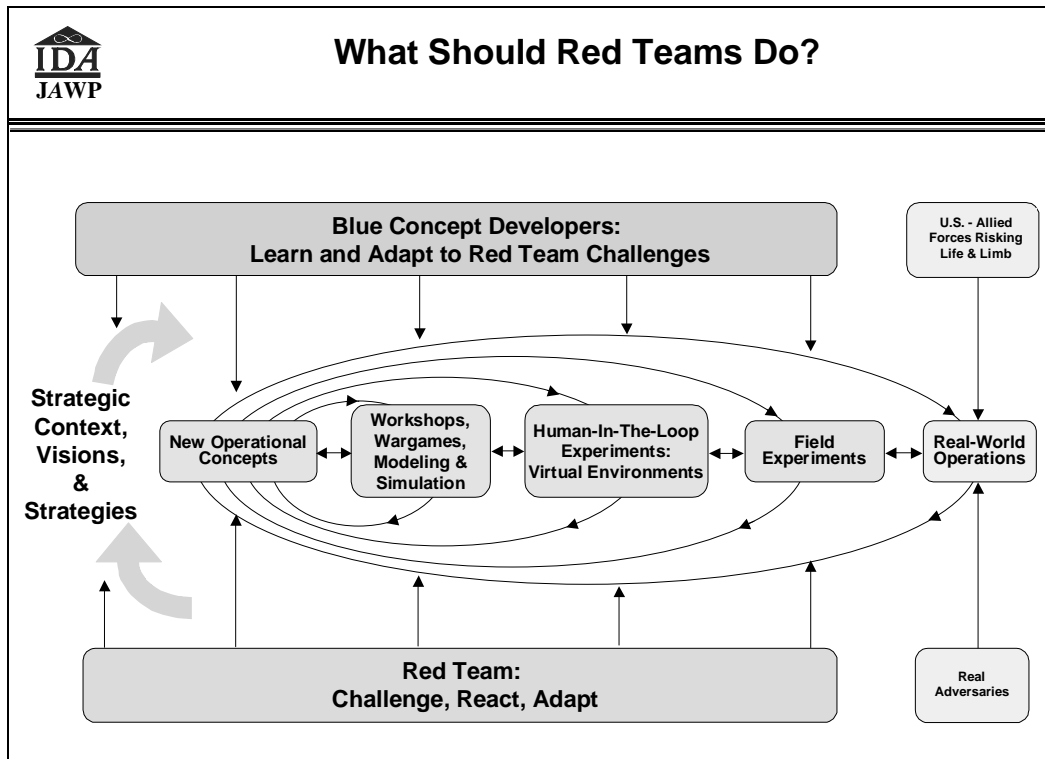 IDA
JAWP
What Should Red Teams Do?
Blue Concept Developers:
Learn and Adapt to Red Team Challenges
U.S. - Allied
Forces Risking
Life & Limb
Strategic
Context,
Visions,
&
Strategies
New Operational
Concepts
Workshops,
Wargames,
Modeling &
Simulation
Human-In-The-Loop
Experiments:
Virtual Environments
Field
Experiments
Real-World
Operations
Red Team:
Challenge, React, Adapt
Real
Adversaries